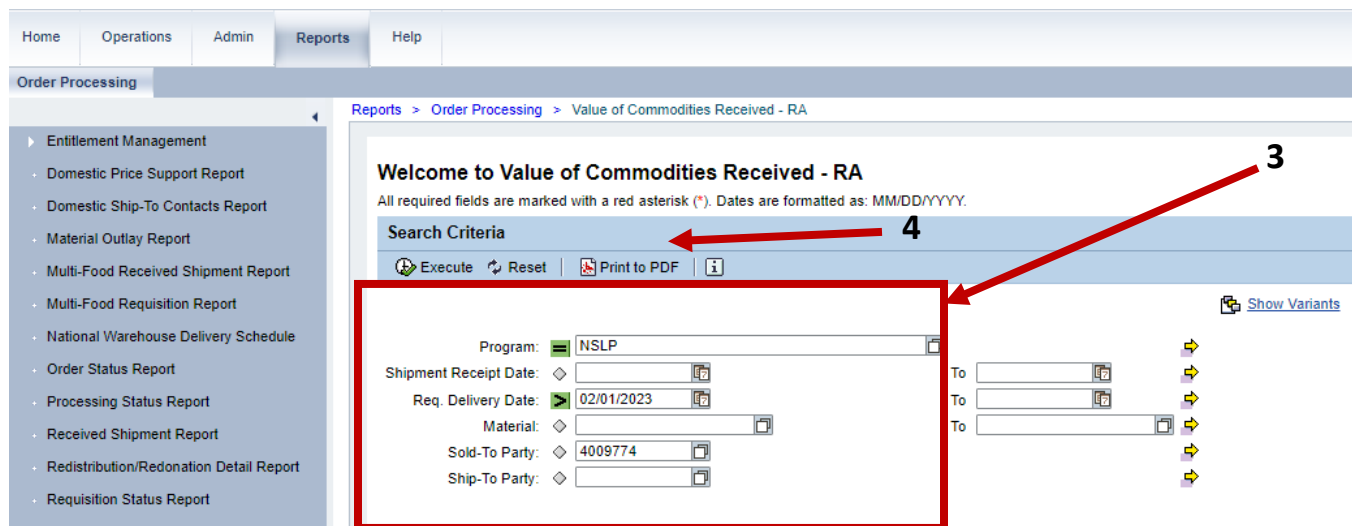 Home Operations Admin Reports Help
Order Processing
Reports > Order Processing > Value of Commodities Received - RA
Entitlement Management
Domestic Price Support Report
Domestic Ship-To Contacts Report
Material Outlay Report
Multi-Food Received Shipment Report
Multi-Food Requisition Report
National Warehouse Delivery Schedule
Order Status Report
Processing Status Report
Received Shipment Report
Redistribution/Redonation Detail Report
Requisition Status Report
Welcome to Value of Commodities Received - RA
All required fields are marked with a red asterisk (*). Dates are formatted as: MM/DD/YYYY.
3
Search Criteria
4
Execute Reset | Print to PDF | i
Show Variants
Program: = NSLP
Shipment Receipt Date: To
Req. Delivery Date: > 02/01/2023 To
Material: To
Sold-To Party: 4009774
Ship-To Party: